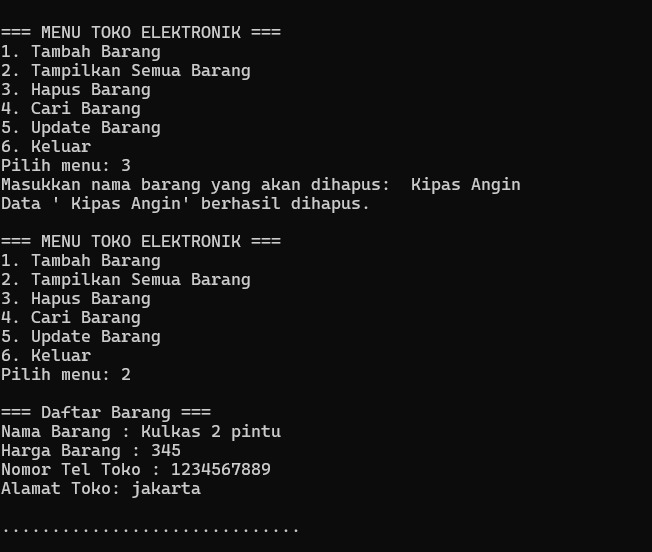 === MENU TOKO ELEKTRONIK ===
1. Tambah Barang
2. Tampilkan Semua Barang
3. Hapus Barang
4. Cari Barang
5. Update Barang
6. Keluar
Pilih menu: 3
Masukkan nama barang yang akan dihapus:  Kipas Angin
Data ' Kipas Angin' berhasil dihapus.

=== MENU TOKO ELEKTRONIK ===
1. Tambah Barang
2. Tampilkan Semua Barang
3. Hapus Barang
4. Cari Barang
5. Update Barang
6. Keluar
Pilih menu: 2

=== Daftar Barang ===
Nama Barang : Kulkas 2 pintu
Harga Barang : 345
Nomor Tel Toko : 1234567889
Alamat Toko: jakarta

..............................